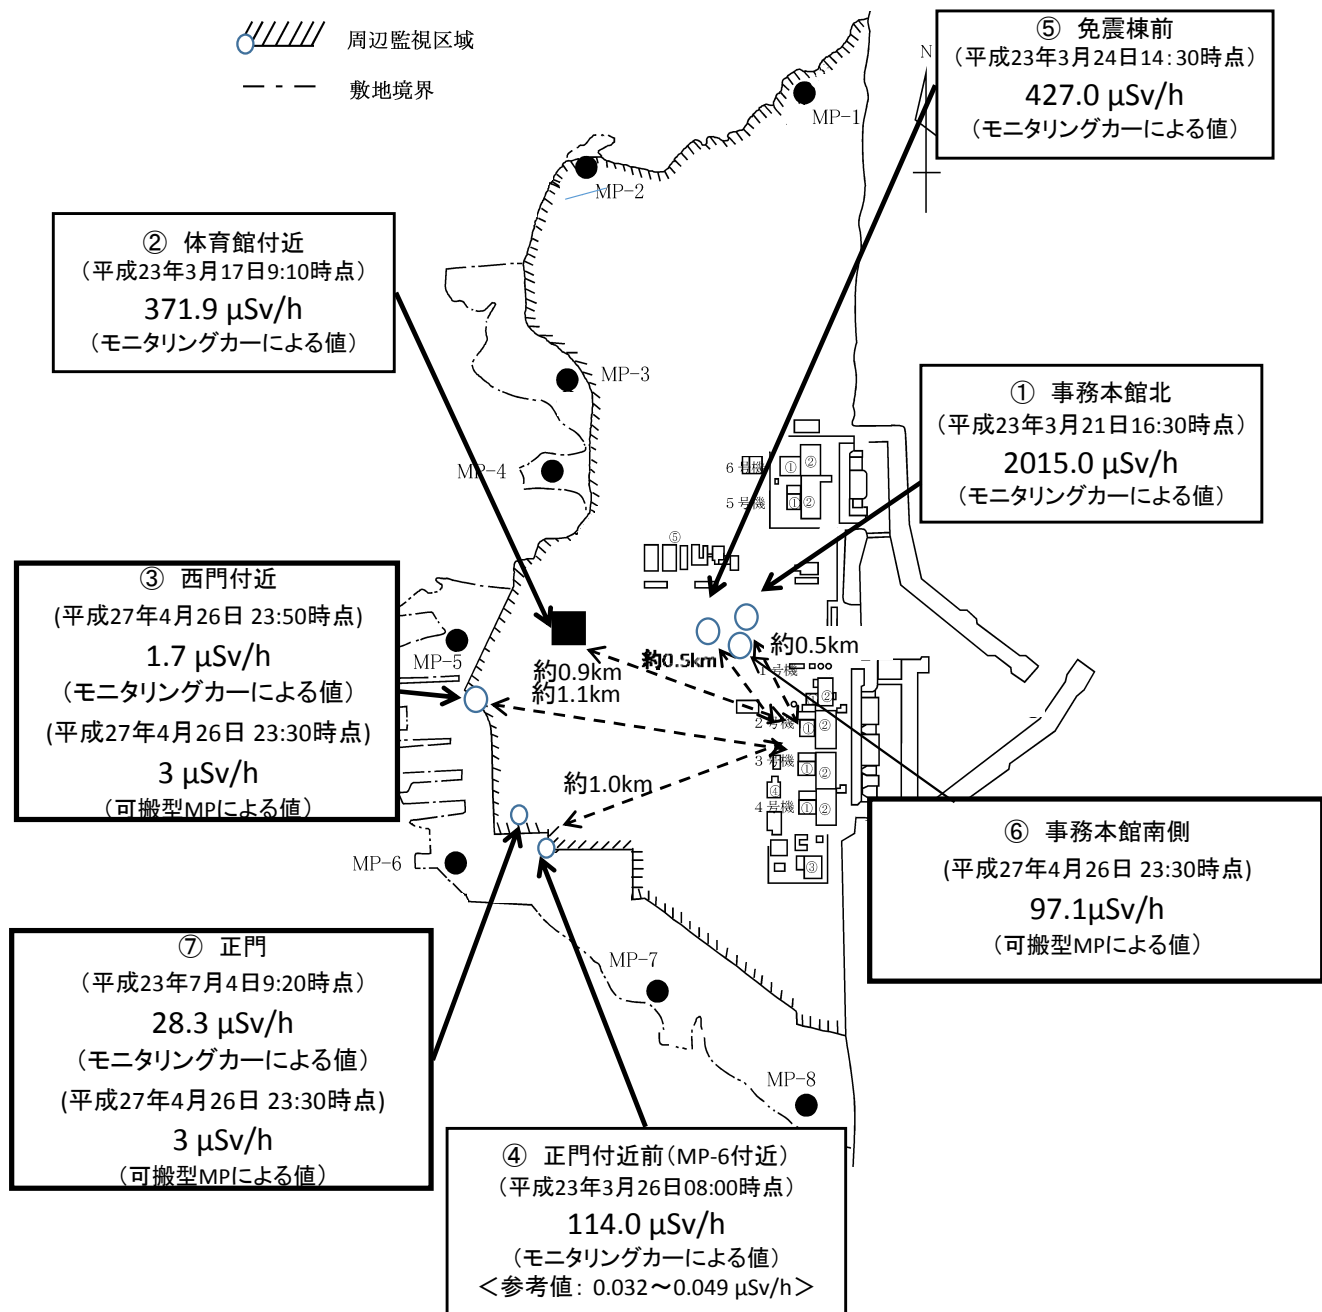 周辺監視区域
敷地境界
⑤ 免震棟前
（平成23年3月24日14：30時点）
427.0 μSv/h
（モニタリングカーによる値）
N
MP-1
MP-2
② 体育館付近
（平成23年3月17日9:10時点）
371.9 μSv/h
（モニタリングカーによる値）
MP-3
① 事務本館北
（平成23年3月21日16:30時点）
2015.0 μSv/h
（モニタリングカーによる値）
MP-4
６号機
①
②
５号機
①
②
⑤
③ 西門付近
(平成27年4月26日 23:50時点)
1.7 μSv/h
（モニタリングカーによる値）
(平成27年4月26日 23:30時点)
3 μSv/h
（可搬型MPによる値）
MP-5
約0.9km
約1.1km
約0.5km
約0.5km
１号機
②
２号機
①
②
３号機
①
②
④
４号機
①
②
③
約1.0km
MP-6
⑥ 事務本館南側
(平成27年4月26日 23:30時点)
97.1μSv/h
（可搬型MPによる値）
⑦ 正門
（平成23年7月4日9:20時点）
28.3 μSv/h
（モニタリングカーによる値）
(平成27年4月26日 23:30時点)
3 μSv/h
（可搬型MPによる値）
MP-7
MP-8
④ 正門付近前（MP-6付近）
（平成23年3月26日08:00時点）
114.0 μSv/h
（モニタリングカーによる値）
＜参考値： 0.032～0.049 μSv/h＞